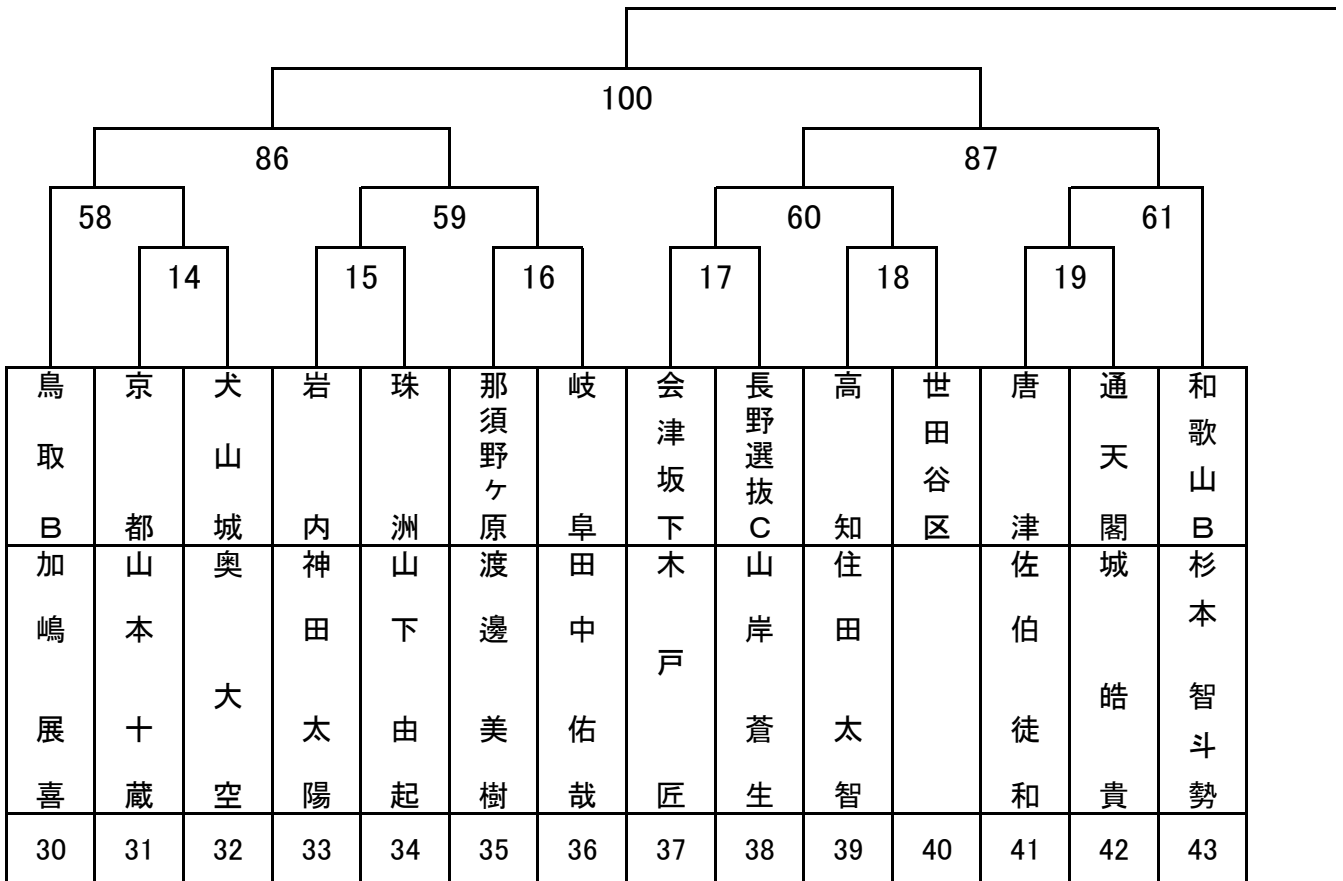 100
86
87
58
59
60
61
14
15
16
17
18
19
鳥取B
京都
犬山城
岩内
珠洲
那須野ヶ原
岐阜
会津坂下
長野選抜C
高知
世田谷区
唐津
通天閣
和歌山B
加嶋展喜
山本十蔵
奥大空
神田太陽
山下由起
渡邊美樹
田中佑哉
木戸匠
山岸蒼生
住田太智
佐伯徒和
城皓貴
杉本智斗勢
30
31
32
33
34
35
36
37
38
39
40
41
42
43